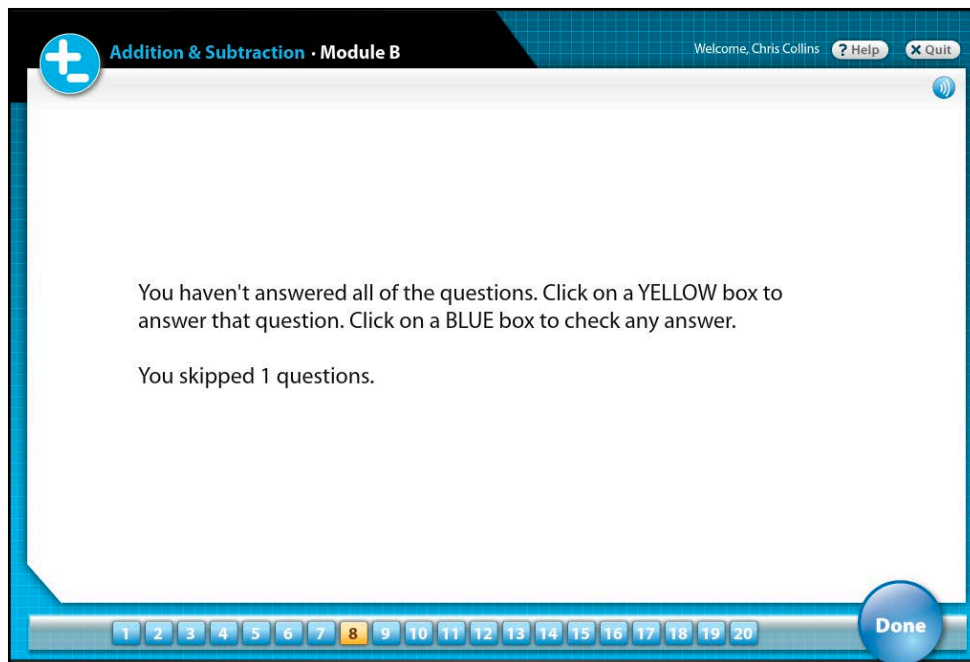 Addition & Subtraction · Module B
Welcome, Chris Collins
? Help
× Quit
You haven't answered all of the questions. Click on a YELLOW box to
answer that question. Click on a BLUE box to check any answer.
You skipped 1 questions.
1 2 3 4 5 6 7 8 9 10 11 12 13 14 15 16 17 18 19 20
Done